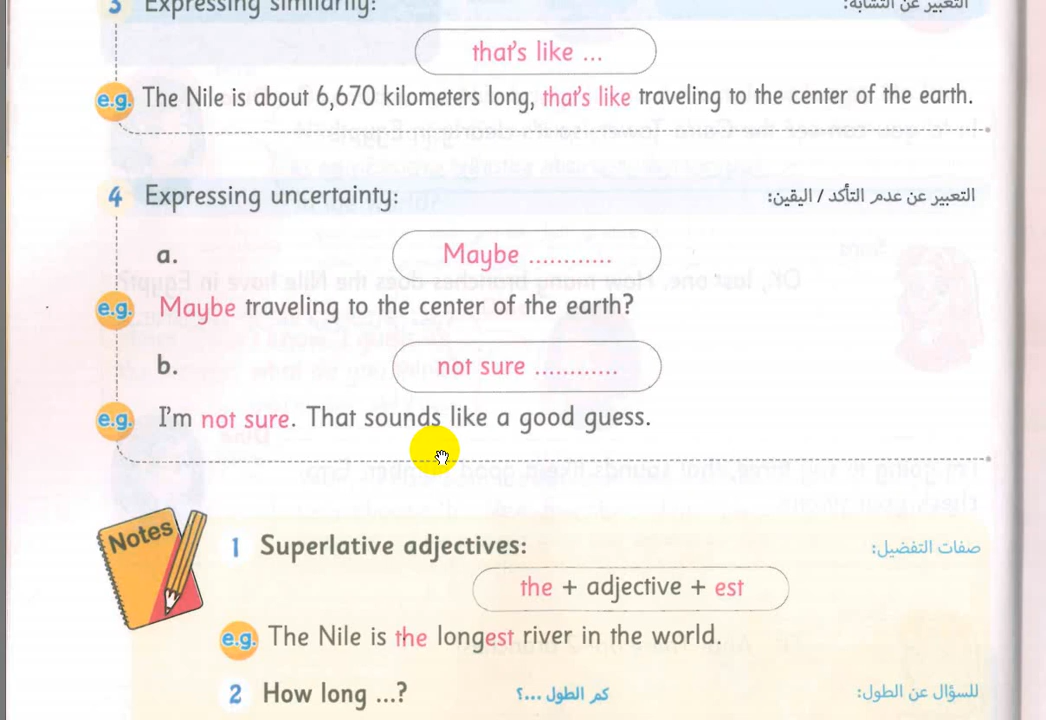 3 Expressing similarity: التعبير عن التشابه:
that's like ...
e.g. The Nile is about 6,670 kilometers long, that's like traveling to the center of the earth.
4 Expressing uncertainty: التعبير عن عدم التأكد / اليقين:
a. Maybe ............
e.g. Maybe traveling to the center of the earth?
b. not sure ............
e.g. I'm not sure. That sounds like a good guess.
Notes
1 Superlative adjectives: صفات التفضيل:
the + adjective + est
e.g. The Nile is the longest river in the world.
2 How long ...? كم الطول ...؟ للسؤال عن الطول: